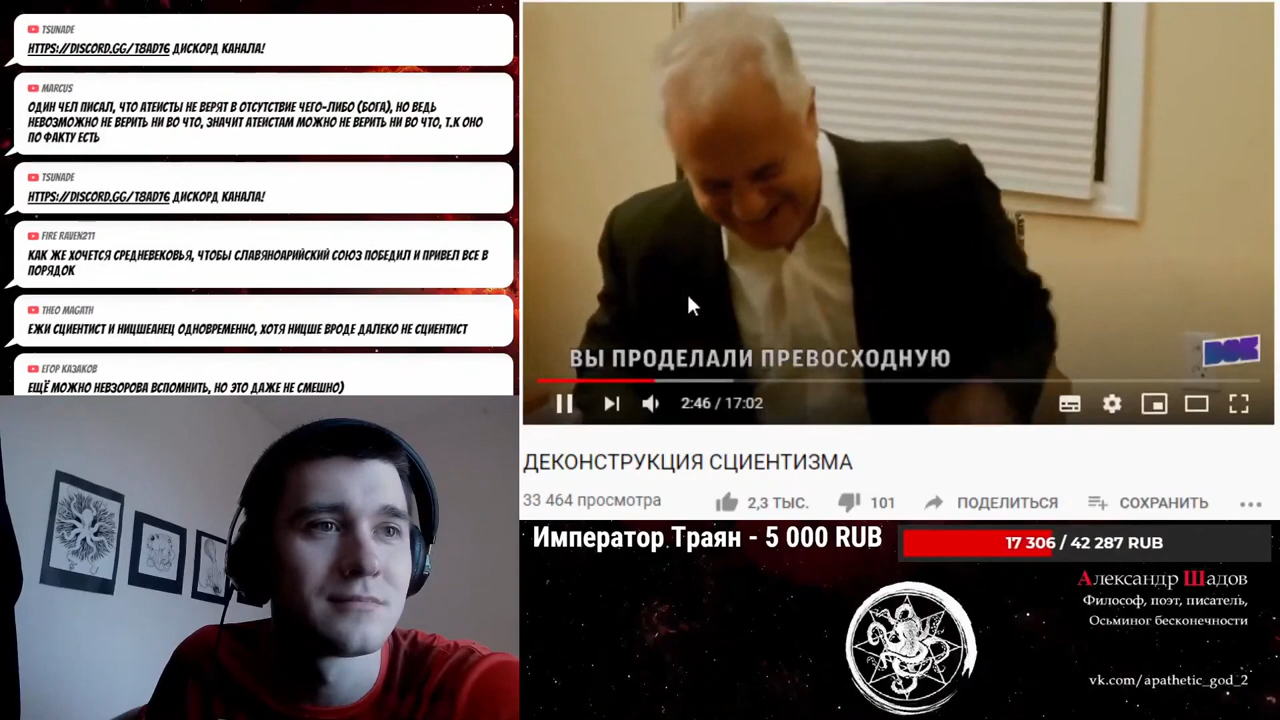 TSUNADE
HTTPS://DISCORD.GG/T8AD76 ДИСКОРД КАНАЛА!
MARCUS
ОДИН ЧЕЛ ПИСАЛ, ЧТО АТЕИСТЫ НЕ ВЕРЯТ В ОТСУТСТВИЕ ЧЕГО-ЛИБО (БОГА), НО ВЕДЬ
НЕВОЗМОЖНО НЕ ВЕРИТЬ НИ ВО ЧТО, ЗНАЧИТ АТЕИСТАМ МОЖНО НЕ ВЕРИТЬ НИ ВО ЧТО, Т.К ОНО
ПО ФАКТУ ЕСТЬ
TSUNADE
HTTPS://DISCORD.GG/T8AD76 ДИСКОРД КАНАЛА!
FIRE RAVEN211
КАК ЖЕ ХОЧЕТСЯ СРЕДНЕВЕКОВЬЯ, ЧТОБЫ СЛАВЯНОАРИЙСКИЙ СОЮЗ ПОБЕДИЛ И ПРИВЕЛ ВСЕ В
ПОРЯДОК
THEO MAGATH
ЕЖИ СЦИЕНТИСТ И НИЦШЕАНЕЦ ОДНОВРЕМЕННО, ХОТЯ НИЦШЕ ВРОДЕ ДАЛЕКО НЕ СЦИЕНТИСТ
ЕГОР КАЗАКОВ
ЕЩЁ МОЖНО НЕВЗОРОВА ВСПОМНИТЬ, НО ЭТО ДАЖЕ НЕ СМЕШНО)
ВЫ ПРОДЕЛАЛИ ПРЕВОСХОДНУЮ
2:46 / 17:02
ДЕКОНСТРУКЦИЯ СЦИЕНТИЗМА
33 464 просмотра
2,3 ТЫС.
101
ПОДЕЛИТЬСЯ
СОХРАНИТЬ
Император Траян - 5 000 RUB
17 306 / 42 287 RUB
Александр Шадов
Философ, поэт, писатель,
Осьминог бесконечности
vk.com/apathetic_god_2